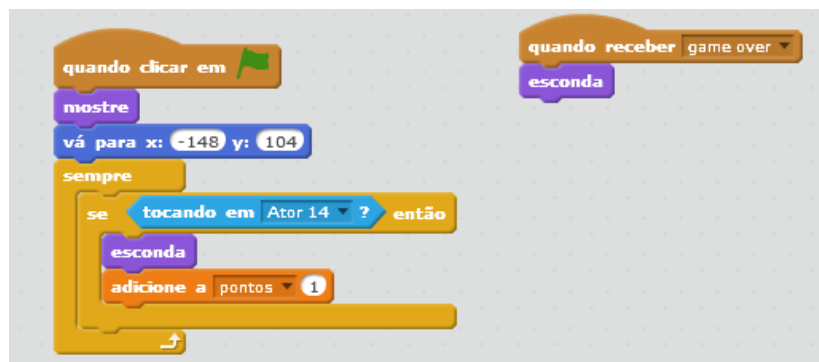 quando clicar em
mostre
vá para x: -148 y: 104
sempre
se tocando em Ator 14 ? então
esconda
adicione a pontos 1
quando receber game over
esconda